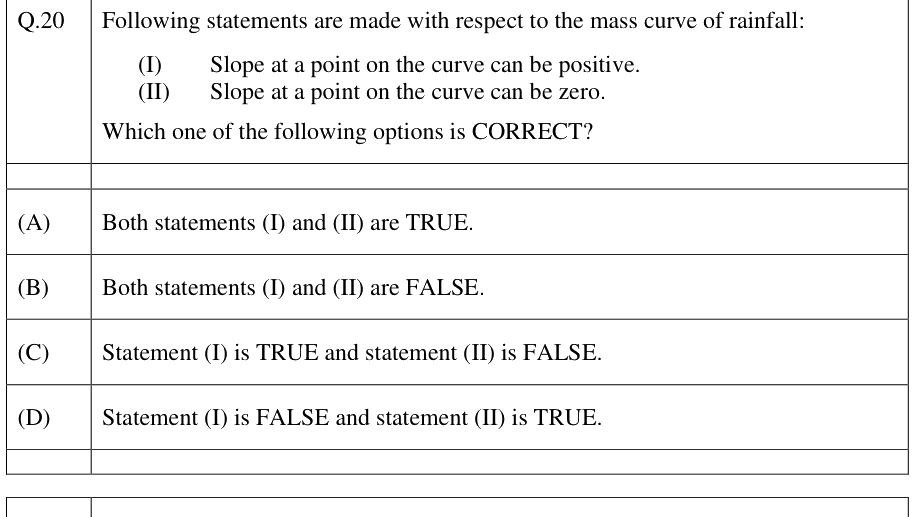 Q.20 Following statements are made with respect to the mass curve of rainfall:
(I) Slope at a point on the curve can be positive.
(II) Slope at a point on the curve can be zero.
Which one of the following options is CORRECT?
(A) Both statements (I) and (II) are TRUE.
(B) Both statements (I) and (II) are FALSE.
(C) Statement (I) is TRUE and statement (II) is FALSE.
(D) Statement (I) is FALSE and statement (II) is TRUE.